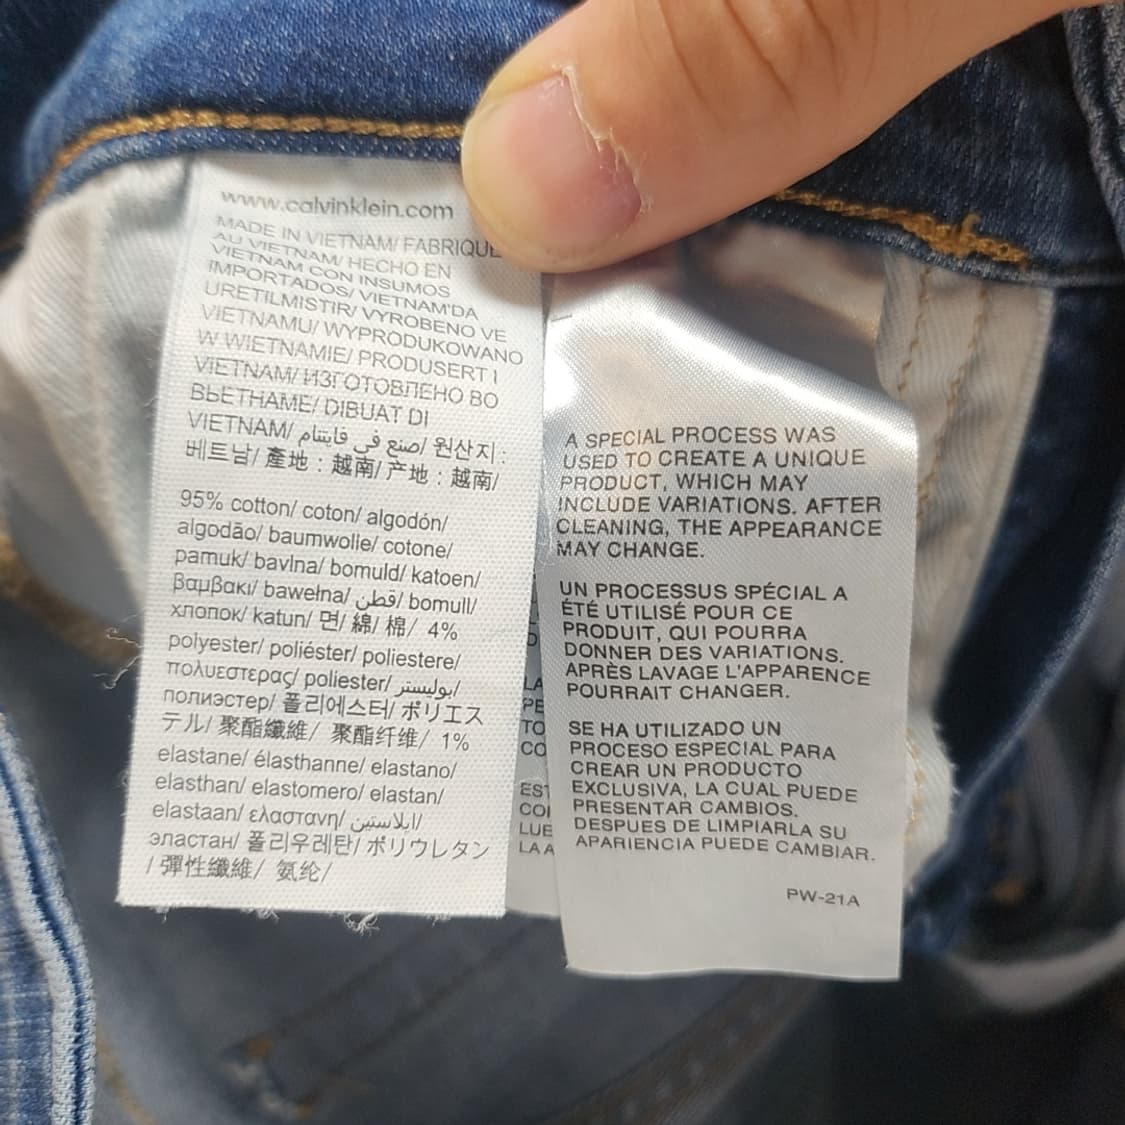 www.calvinklein.com
MADE IN VIETNAM/ FABRIQUE
AU VIETNAM/ HECHO EN
VIETNAM CON INSUMOS
IMPORTADOS/ VIETNAM'DA
URETILMISTIR/ VYROBENO VE
VIETNAMU/ WYPRODUKOWANO
W WIETNAMIE/ PRODUSERT I
VIETNAM/ ИЗГОТОВЛЕНО ВО
ВЬЕТНАМЕ/ DIBUAT DI
VIETNAM/ صنع في فايتنام/ 원산지:
베트남/ 產地:越南/ 产地:越南/
95% cotton/ coton/ algodón/
algodão/ baumwolle/ cotone/
pamuk/ bavlna/ bomuld/ katoen/
βαμβακι/ bawełna/ قطن/ bomull/
хлопок/ katun/ 면/ 綿/ 棉/ 4%
polyester/ poliéster/ poliestere/
πολυεστερας/ poliester/ بوليستر/
полиэстер/ 폴리에스터/ ポリエス
テル/ 聚酯纖維/ 聚酯纤维/ 1%
elastane/ élasthanne/ elastano/
elasthan/ elastomero/ elastan/
elastaan/ ελαστανη/ ايلاستين/
эластан/ 폴리우레탄/ ポリウレタン
/ 彈性纖維/ 氨纶/
A SPECIAL PROCESS WAS
USED TO CREATE A UNIQUE
PRODUCT, WHICH MAY
INCLUDE VARIATIONS. AFTER
CLEANING, THE APPEARANCE
MAY CHANGE.
UN PROCESSUS SPÉCIAL A
ÉTÉ UTILISÉ POUR CE
PRODUIT, QUI POURRA
DONNER DES VARIATIONS.
APRÈS LAVAGE L'APPARENCE
POURRAIT CHANGER.
SE HA UTILIZADO UN
PROCESO ESPECIAL PARA
CREAR UN PRODUCTO
EXCLUSIVA, LA CUAL PUEDE
PRESENTAR CAMBIOS.
DESPUES DE LIMPIARLA SU
APARIENCIA PUEDE CAMBIAR.
PW-21A